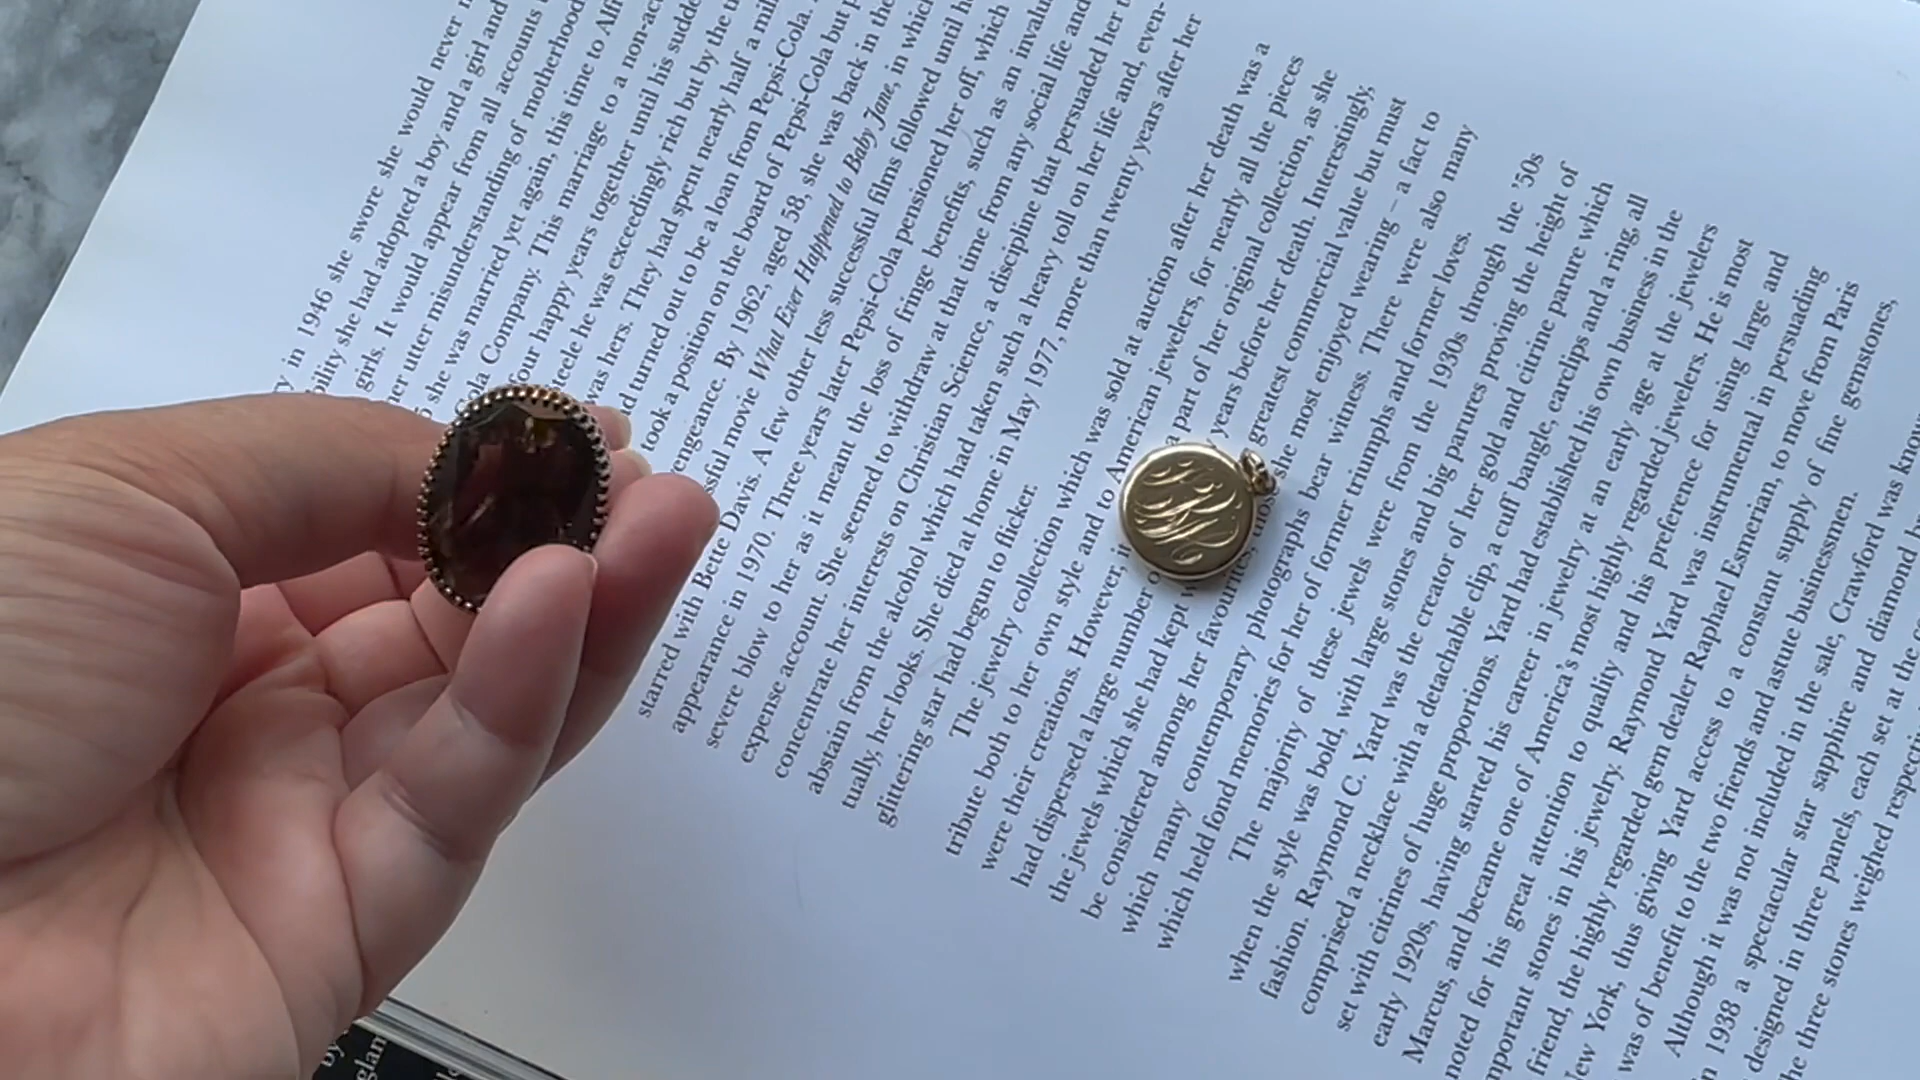 ry in 1946 she swore she would never
bility she had adopted a boy and a girl and
girls. It would appear from all accounts
her utter misunderstanding of motherhood
she was married yet again, this time to Alf
ola Company. This marriage to a non-ac
four happy years together until his sudde
eele he was exceedingly rich but by the
was hers. They had spent nearly half a mil
d turned out to be a loan from Pepsi-Cola.
took a position on the board of Pepsi-Cola but
engeance. By 1962, aged 58, she was back in the
sful movie What Ever Happened to Baby Jane, in which
starred with Bette Davis. A few other less successful films followed until
appearance in 1970. Three years later Pepsi-Cola pensioned her off, which
severe blow to her as it meant the loss of fringe benefits, such as an invalu
expense account. She seemed to withdraw at that time from any social life and
concentrate her interests on Christian Science, a discipline that persuaded her
abstain from the alcohol which had taken such a heavy toll on her life and, even-
tually, her looks. She died at home in May 1977, more than twenty years after her
glittering star had begun to flicker.
The jewelry collection which was sold at auction after her death was a
tribute both to her own style and to American jewelers, for nearly all the pieces
were their creations. However, it a part of her original collection, as she
had dispersed a large number o years before her death. Interestingly,
the jewels which she had kept w greatest commercial value but must
be considered among her favourites, mos she most enjoyed wearing – a fact to
which many contemporary photographs bear witness. There were also many
which held fond memories for her of former triumphs and former loves.
The majority of these jewels were from the 1930s through the '50s
when the style was bold, with large stones and big parures proving the height of
fashion. Raymond C. Yard was the creator of her gold and citrine parure which
comprised a necklace with a detachable clip, a cuff bangle, earclips and a ring, all
set with citrines of huge proportions. Yard had established his own business in the
early 1920s, having started his career in jewelry at an early age at the jewelers
Marcus, and became one of America's most highly regarded jewelers. He is most
noted for his great attention to quality and his preference for using large and
mportant stones in his jewelry. Raymond Yard was instrumental in persuading
friend, the highly regarded gem dealer Raphael Esmerian, to move from Paris
New York, thus giving Yard access to a constant supply of fine gemstones,
was of benefit to the two friends and astute businessmen.
Although it was not included in the sale, Crawford was know
n 1938 a spectacular star sapphire and diamond
designed in three panels, each set at the
he three stones weighed respecti
by
glan